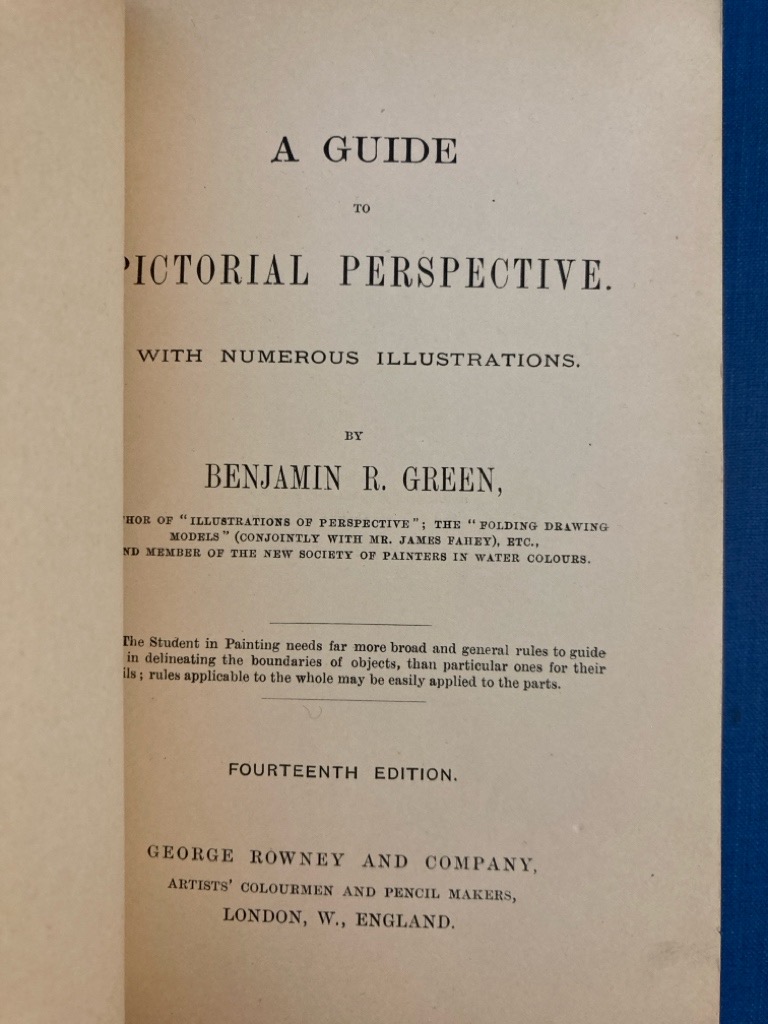 A GUIDE
TO
PICTORIAL PERSPECTIVE.
WITH NUMEROUS ILLUSTRATIONS.
BY
BENJAMIN R. GREEN,
THOR OF "ILLUSTRATIONS OF PERSPECTIVE"; THE "FOLDING DRAWING
MODELS" (CONJOINTLY WITH MR. JAMES FAHEY), ETC.,
ND MEMBER OF THE NEW SOCIETY OF PAINTERS IN WATER COLOURS.
The Student in Painting needs far more broad and general rules to guide
in delineating the boundaries of objects, than particular ones for their
ils; rules applicable to the whole may be easily applied to the parts.
FOURTEENTH EDITION.
GEORGE ROWNEY AND COMPANY,
ARTISTS' COLOURMEN AND PENCIL MAKERS,
LONDON, W., ENGLAND.